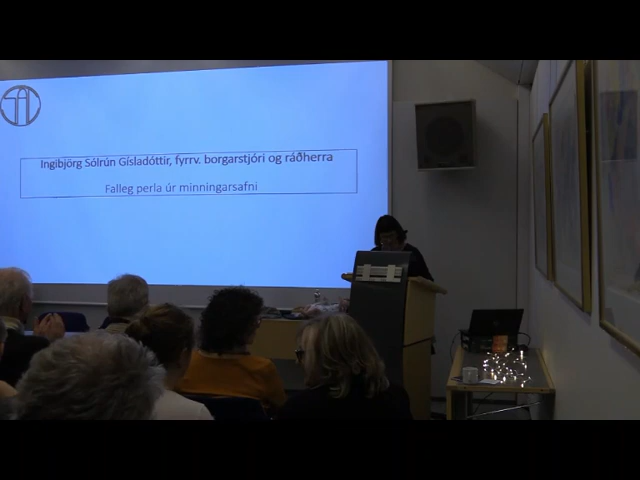 Ingibjörg Sólrún Gísladóttir, fyrrv. borgarstjóri og ráðherra
Falleg perla úr minningarsafni